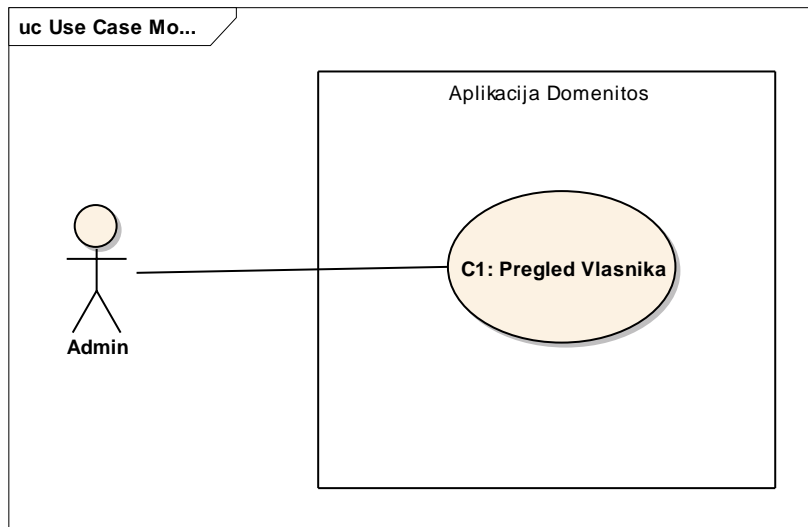 uc Use Case Mo...
Aplikacija Domenitos
C1: Pregled Vlasnika
Admin